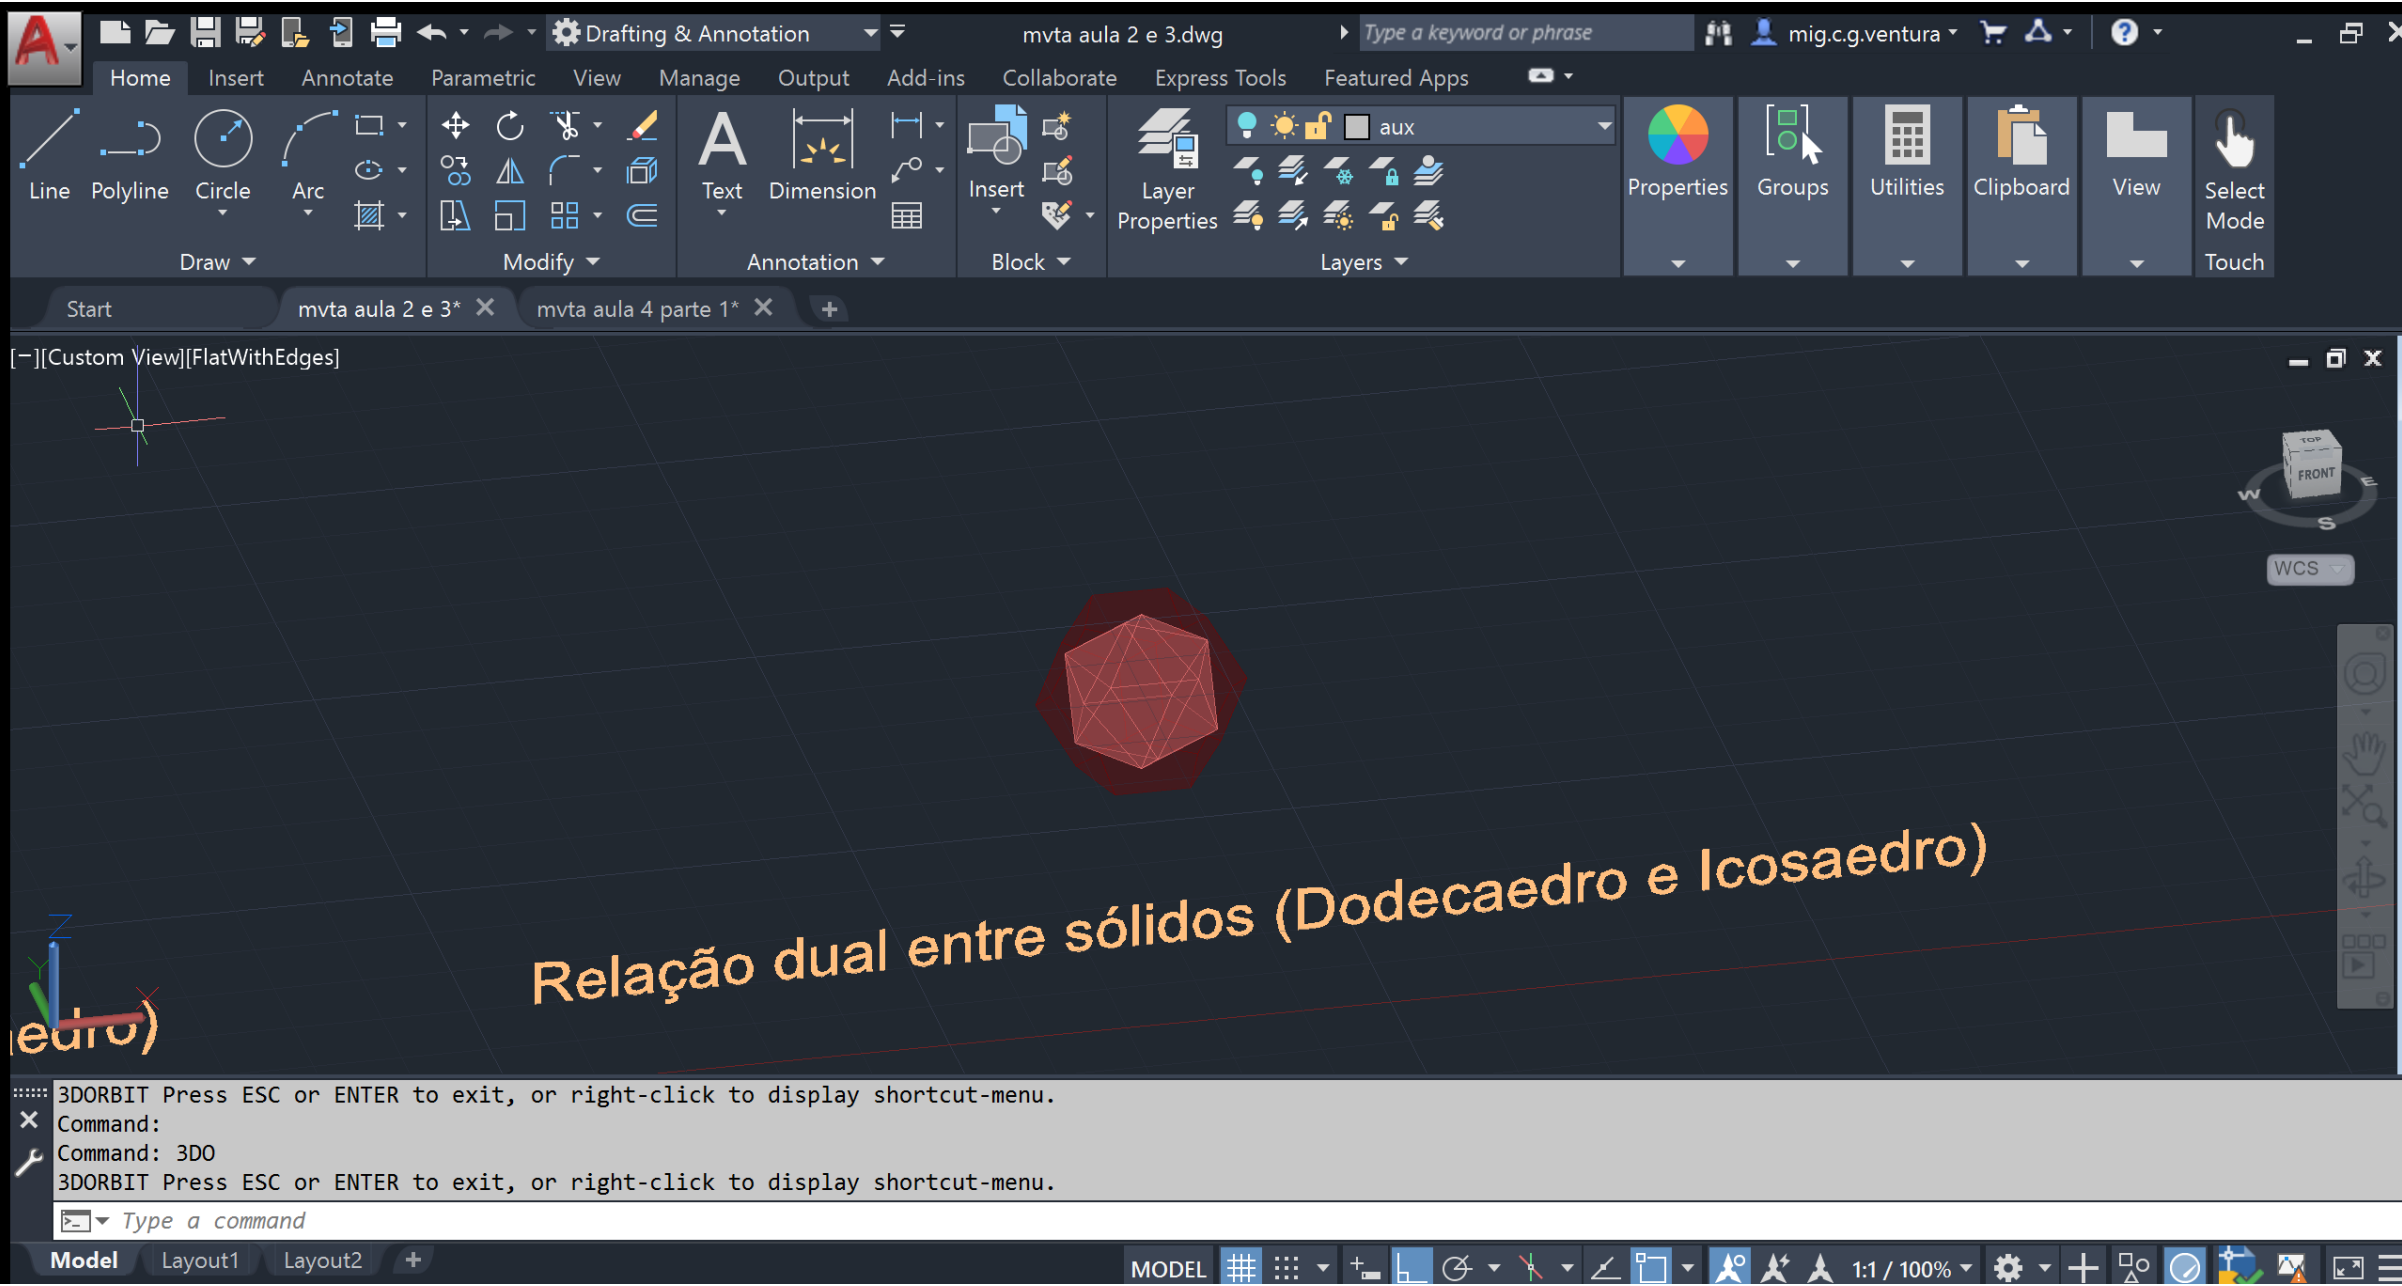 Drafting & Annotation
mvta aula 2 e 3.dwg
Type a keyword or phrase
mig.c.g.ventura
Home Insert Annotate Parametric View Manage Output Add-ins Collaborate Express Tools Featured Apps
aux
Line Polyline Circle Arc
Text Dimension
Insert
Layer
Properties
Properties Groups Utilities Clipboard View
Select
Mode
Draw Modify Annotation Block Layers Touch
Start mvta aula 2 e 3* mvta aula 4 parte 1*
[−][Custom View][FlatWithEdges]
TOP
FRONT
W E
S
WCS
Relação dual entre sólidos (Dodecaedro e Icosaedro)
Z
Y X
edro)
3DORBIT Press ESC or ENTER to exit, or right-click to display shortcut-menu.
Command:
Command: 3DO
3DORBIT Press ESC or ENTER to exit, or right-click to display shortcut-menu.
Type a command
Model Layout1 Layout2 +
MODEL 1:1 / 100%